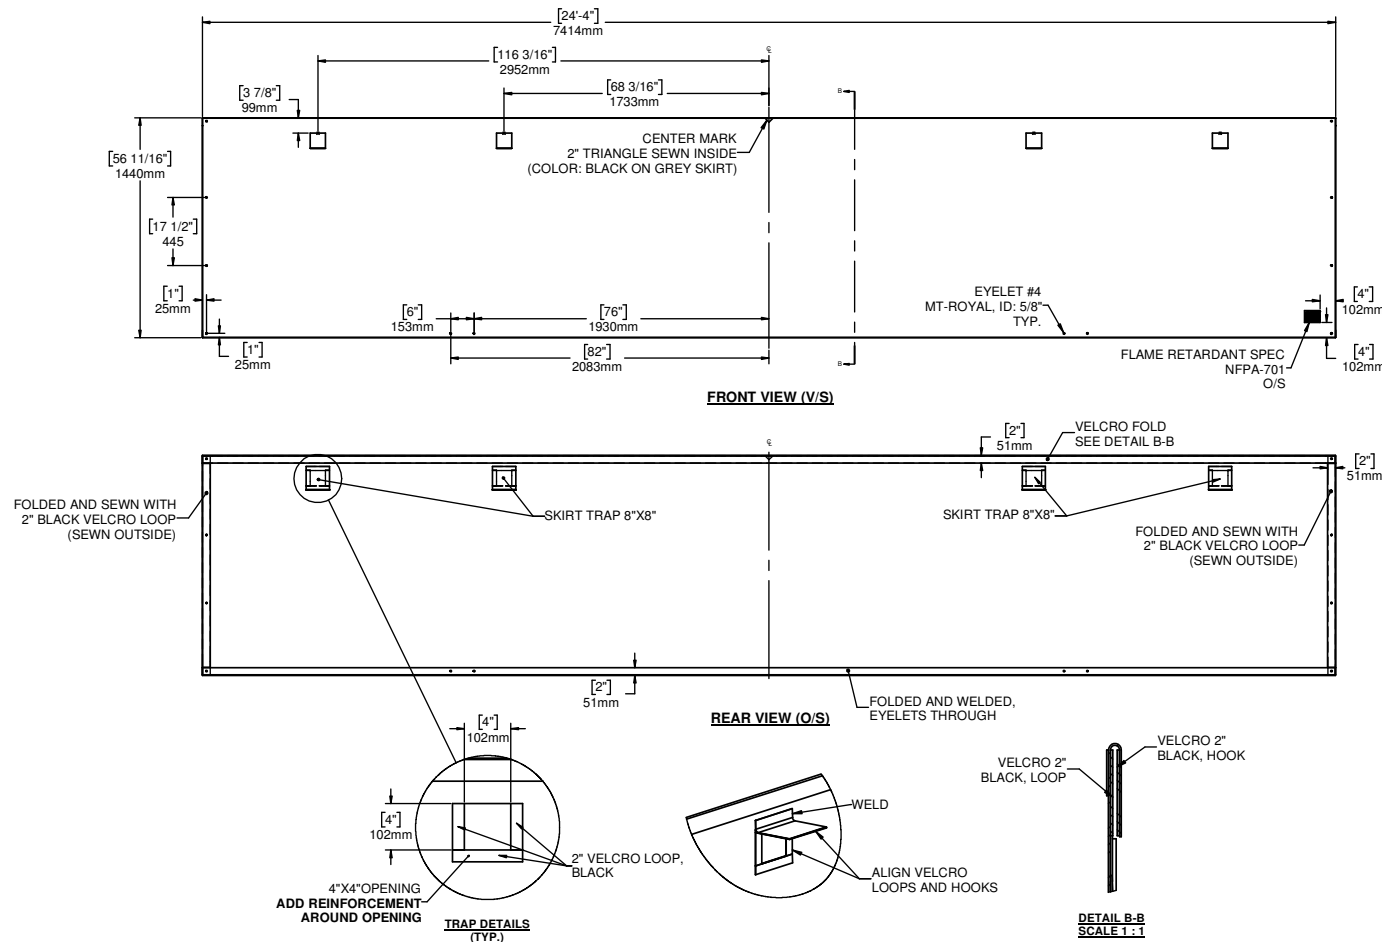 [24'-4"]
7414mm
[116 3/16"]
2952mm
[68 3/16"]
1733mm
[3 7/8"]
99mm
B
CENTER MARK
2" TRIANGLE SEWN INSIDE
(COLOR: BLACK ON GREY SKIRT)
[56 11/16"]
1440mm
[17 1/2"]
445
[1"]
25mm
[6"]
153mm
[76"]
1930mm
EYELET #4
MT-ROYAL, ID: 5/8"
TYP.
[4"]
102mm
[1"]
25mm
[82"]
2083mm
B
FLAME RETARDANT SPEC
NFPA-701
O/S
[4"]
102mm
FRONT VIEW (V/S)
[2"]
51mm
VELCRO FOLD
SEE DETAIL B-B
[2"]
51mm
FOLDED AND SEWN WITH
2" BLACK VELCRO LOOP
(SEWN OUTSIDE)
SKIRT TRAP 8"X8"
SKIRT TRAP 8"X8"
FOLDED AND SEWN WITH
2" BLACK VELCRO LOOP
(SEWN OUTSIDE)
[2"]
51mm
FOLDED AND WELDED,
EYELETS THROUGH
REAR VIEW (O/S)
[4"]
102mm
[4"]
102mm
2" VELCRO LOOP,
BLACK
4"X4"OPENING
ADD REINFORCEMENT
AROUND OPENING
TRAP DETAILS
(TYP.)
WELD
ALIGN VELCRO
LOOPS AND HOOKS
VELCRO 2"
BLACK, LOOP
VELCRO 2"
BLACK, HOOK
DETAIL B-B
SCALE 1 : 1